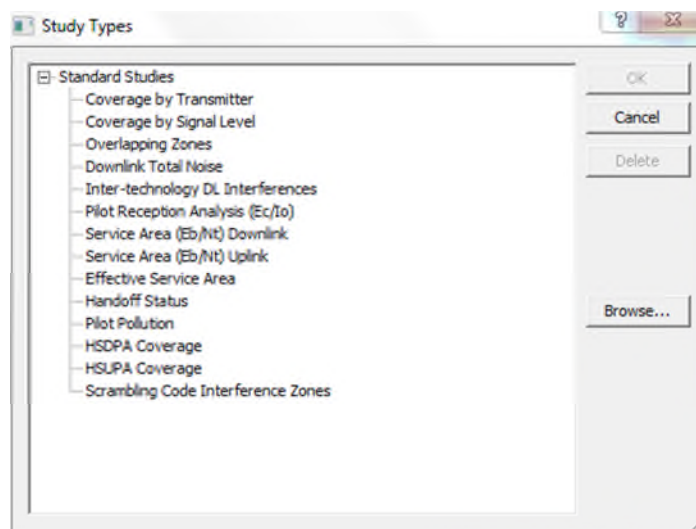 Study Types
Standard Studies
Coverage by Transmitter
Coverage by Signal Level
Overlapping Zones
Downlink Total Noise
Inter-technology DL Interferences
Pilot Reception Analysis (Ec/Io)
Service Area (Eb/Nt) Downlink
Service Area (Eb/Nt) Uplink
Effective Service Area
Handoff Status
Pilot Pollution
HSDPA Coverage
HSUPA Coverage
Scrambling Code Interference Zones
OK
Cancel
Delete
Browse...